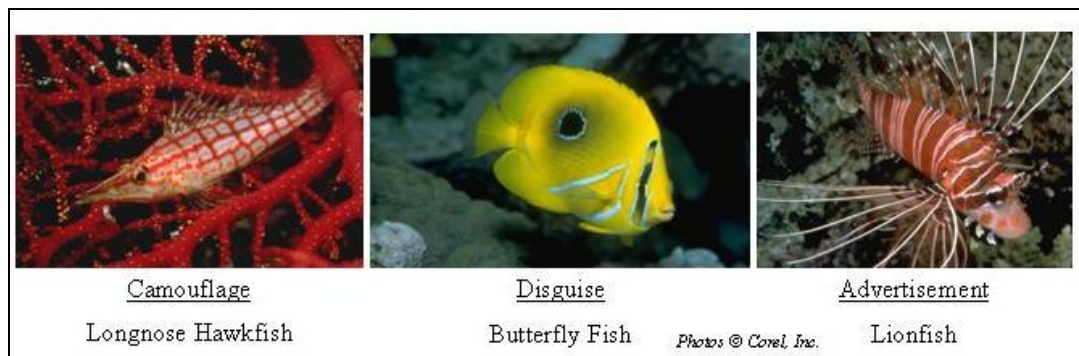 Camouflage
Longnose Hawkfish
Disguise
Butterfly Fish
Photos © Corel, Inc.
Advertisement
Lionfish